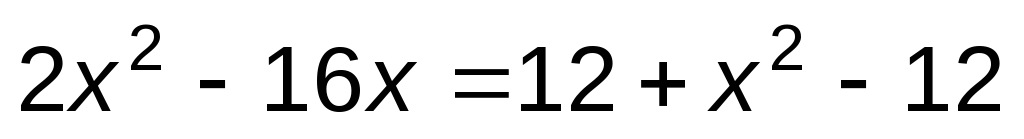 2x² - 16x =12 + x² - 12